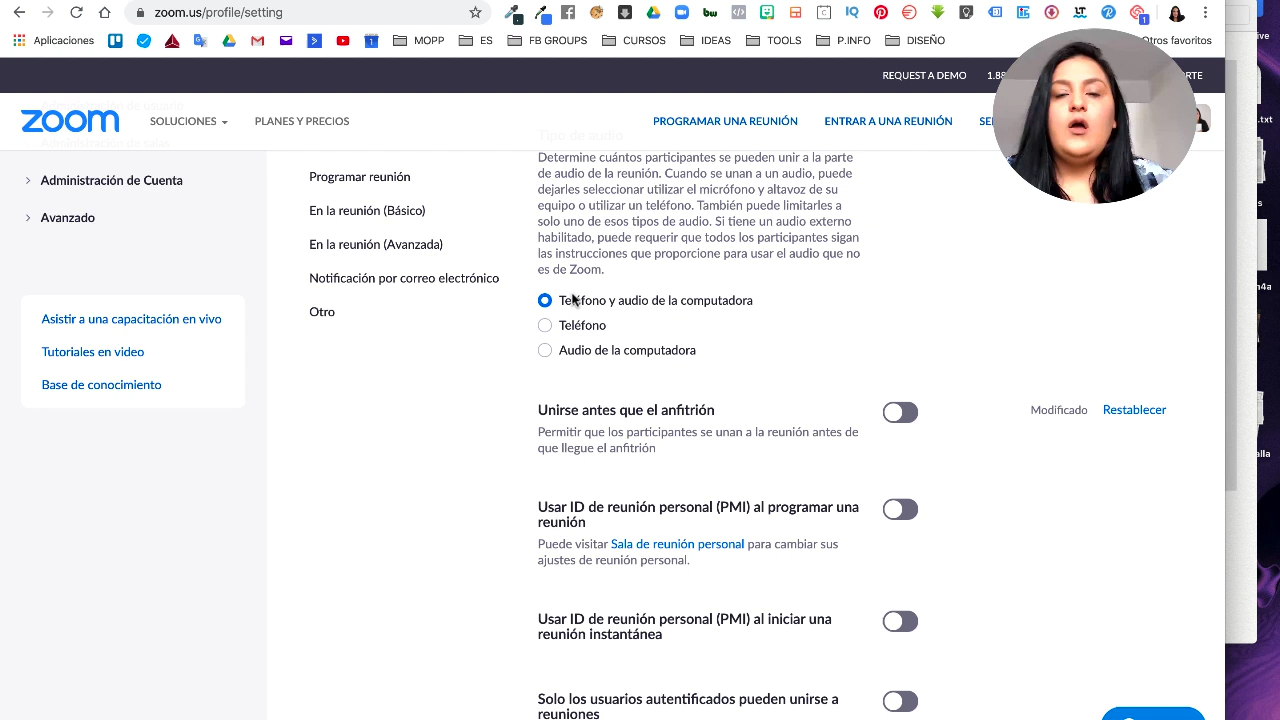 zoom.us/profile/setting
Aplicaciones
MOPP
ES
FB GROUPS
CURSOS
IDEAS
TOOLS
P.INFO
DISEÑO
Otros favoritos
REQUEST A DEMO
1.88
RTE
zoom
SOLUCIONES
PLANES Y PRECIOS
PROGRAMAR UNA REUNIÓN
ENTRAR A UNA REUNIÓN
Administración de Cuenta
Avanzado
Asistir a una capacitación en vivo
Tutoriales en video
Base de conocimiento
Programar reunión
En la reunión (Básico)
En la reunión (Avanzada)
Notificación por correo electrónico
Otro
Tipo de audio
Determine cuántos participantes se pueden unir a la parte
de audio de la reunión. Cuando se unan a un audio, puede
dejarles seleccionar utilizar el micrófono y altavoz de su
equipo o utilizar un teléfono. También puede limitarles a
solo uno de esos tipos de audio. Si tiene un audio externo
habilitado, puede requerir que todos los participantes sigan
las instrucciones que proporcione para usar el audio que no
es de Zoom.
Teléfono y audio de la computadora
Teléfono
Audio de la computadora
Unirse antes que el anfitrión
Modificado
Restablecer
Permitir que los participantes se unan a la reunión antes de
que llegue el anfitrión
Usar ID de reunión personal (PMI) al programar una
reunión
Puede visitar Sala de reunión personal para cambiar sus
ajustes de reunión personal.
Usar ID de reunión personal (PMI) al iniciar una
reunión instantánea
Solo los usuarios autentificados pueden unirse a
reuniones